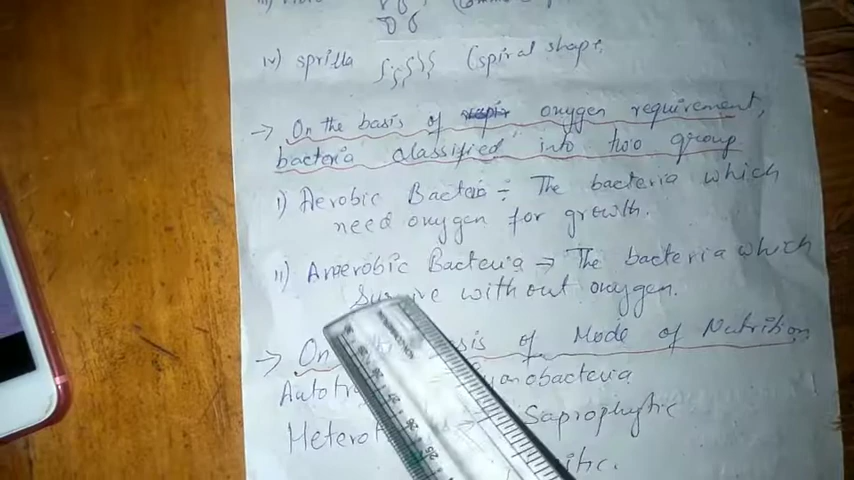 iv) sprilla (spiral shape,
→ On the basis of oxygen requirement,
bacteria classified into two group
i) Aerobic Bacteria ÷ The bacteria which
need oxygen for growth.
ii) Anaerobic Bacteria → The bacteria which
survive without oxygen.
→ On of Mode of Nutrition
Saprophytic